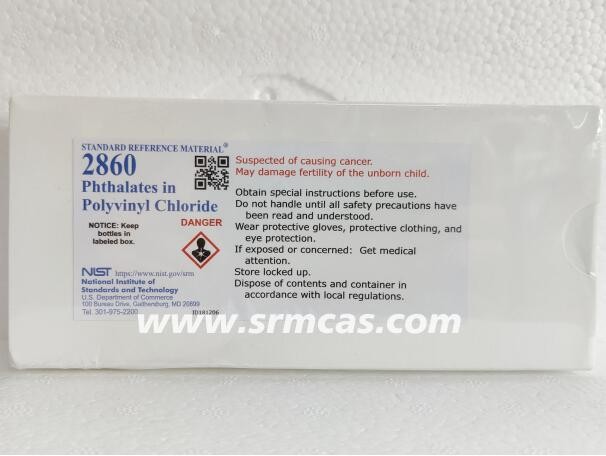 STANDARD REFERENCE MATERIAL®
2860
Phthalates in
Polyvinyl Chloride
NOTICE: Keep
bottles in
labeled box.
DANGER
NIST https://www.nist.gov/srm
National Institute of
Standards and Technology
U.S. Department of Commerce
100 Bureau Drive, Gaithersburg, MD 20899
Tel. 301-975-2200
ID181206
Suspected of causing cancer.
May damage fertility of the unborn child.
Obtain special instructions before use.
Do not handle until all safety precautions have
been read and understood.
Wear protective gloves, protective clothing, and
eye protection.
If exposed or concerned: Get medical
attention.
Store locked up.
Dispose of contents and container in
accordance with local regulations.
www.srmcas.com